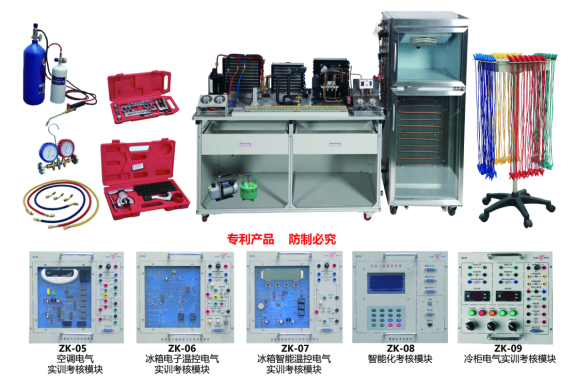 专利产品 防制必究
ZK-05
空调电气
实训考核模块
ZK-06
冰箱电子温控电气
实训考核模块
ZK-07
冰箱智能温控电气
实训考核模块
ZK-08
智能化考核模块
ZK-09
冷柜电气实训考核模块